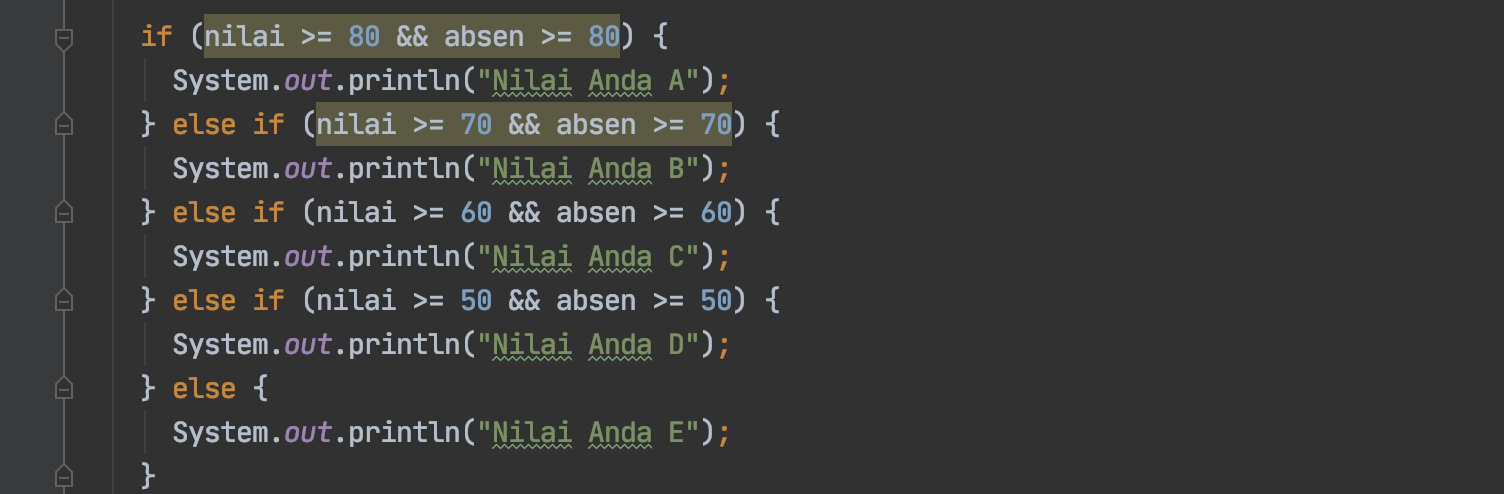 if (nilai >= 80 && absen >= 80) {
  System.out.println("Nilai Anda A");
} else if (nilai >= 70 && absen >= 70) {
  System.out.println("Nilai Anda B");
} else if (nilai >= 60 && absen >= 60) {
  System.out.println("Nilai Anda C");
} else if (nilai >= 50 && absen >= 50) {
  System.out.println("Nilai Anda D");
} else {
  System.out.println("Nilai Anda E");
}